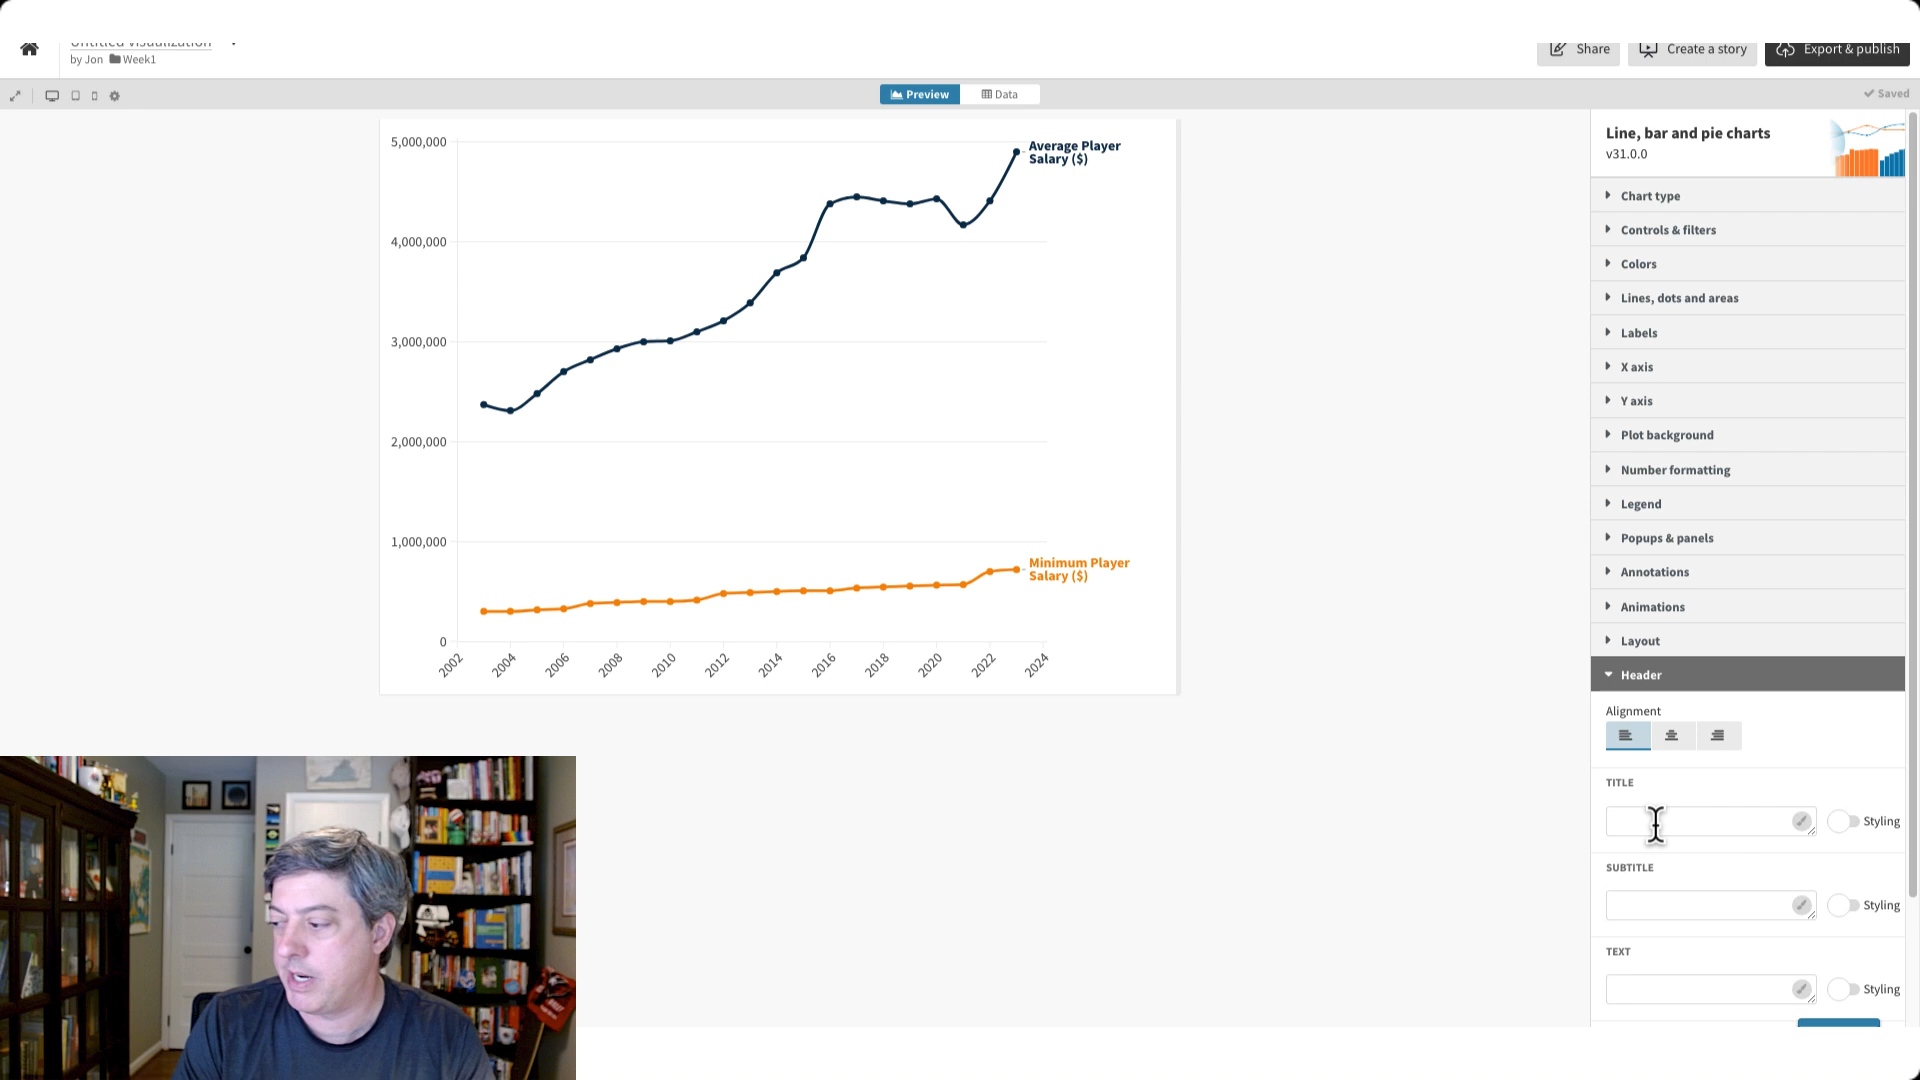 Untitled visualization
by Jon Week1
Share
Create a story
Export & publish
Preview
Data
Saved
5,000,000
4,000,000
3,000,000
2,000,000
1,000,000
0
2002
2004
2006
2008
2010
2012
2014
2016
2018
2020
2022
2024
Average Player
Salary ($)
Minimum Player
Salary ($)
Line, bar and pie charts
v31.0.0
Chart type
Controls & filters
Colors
Lines, dots and areas
Labels
X axis
Y axis
Plot background
Number formatting
Legend
Popups & panels
Annotations
Animations
Layout
Header
Alignment
TITLE
Styling
SUBTITLE
Styling
TEXT
Styling